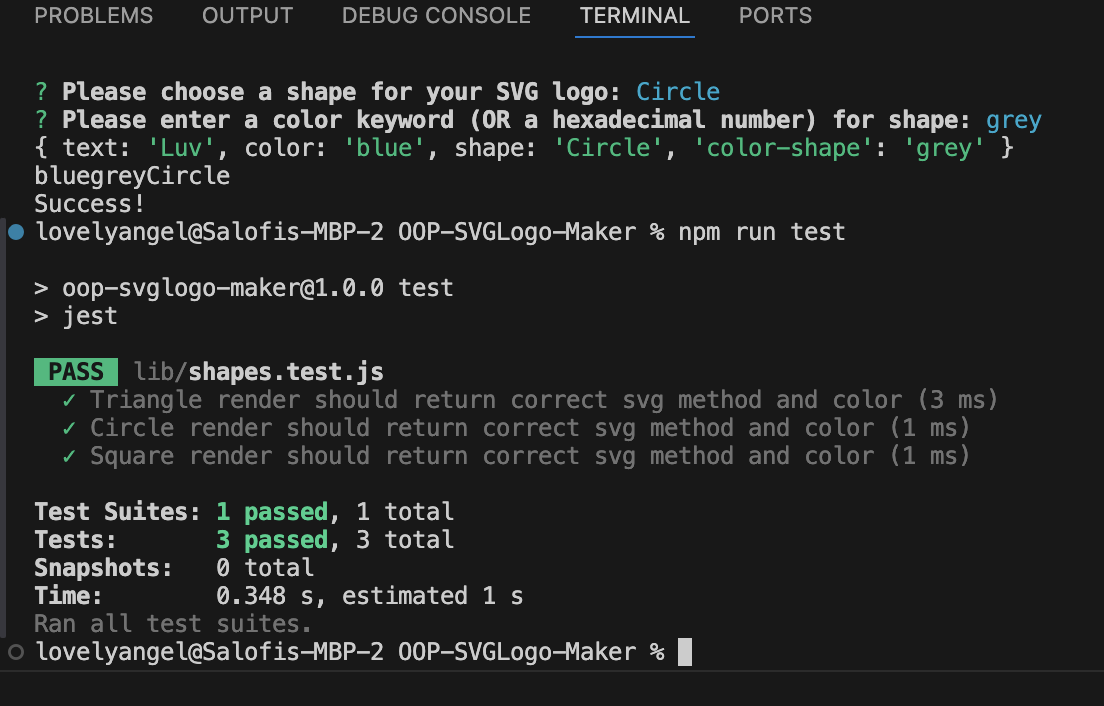 PROBLEMS OUTPUT DEBUG CONSOLE TERMINAL PORTS
? Please choose a shape for your SVG logo: Circle
? Please enter a color keyword (OR a hexadecimal number) for shape: grey
{ text: 'Luv', color: 'blue', shape: 'Circle', 'color-shape': 'grey' }
bluegreyCircle
Success!
lovelyangel@Salofis-MBP-2 OOP-SVGLogo-Maker % npm run test
> oop-svglogo-maker@1.0.0 test
> jest
PASS lib/shapes.test.js
✓ Triangle render should return correct svg method and color (3 ms)
✓ Circle render should return correct svg method and color (1 ms)
✓ Square render should return correct svg method and color (1 ms)
Test Suites: 1 passed, 1 total
Tests: 3 passed, 3 total
Snapshots: 0 total
Time: 0.348 s, estimated 1 s
Ran all test suites.
lovelyangel@Salofis-MBP-2 OOP-SVGLogo-Maker %